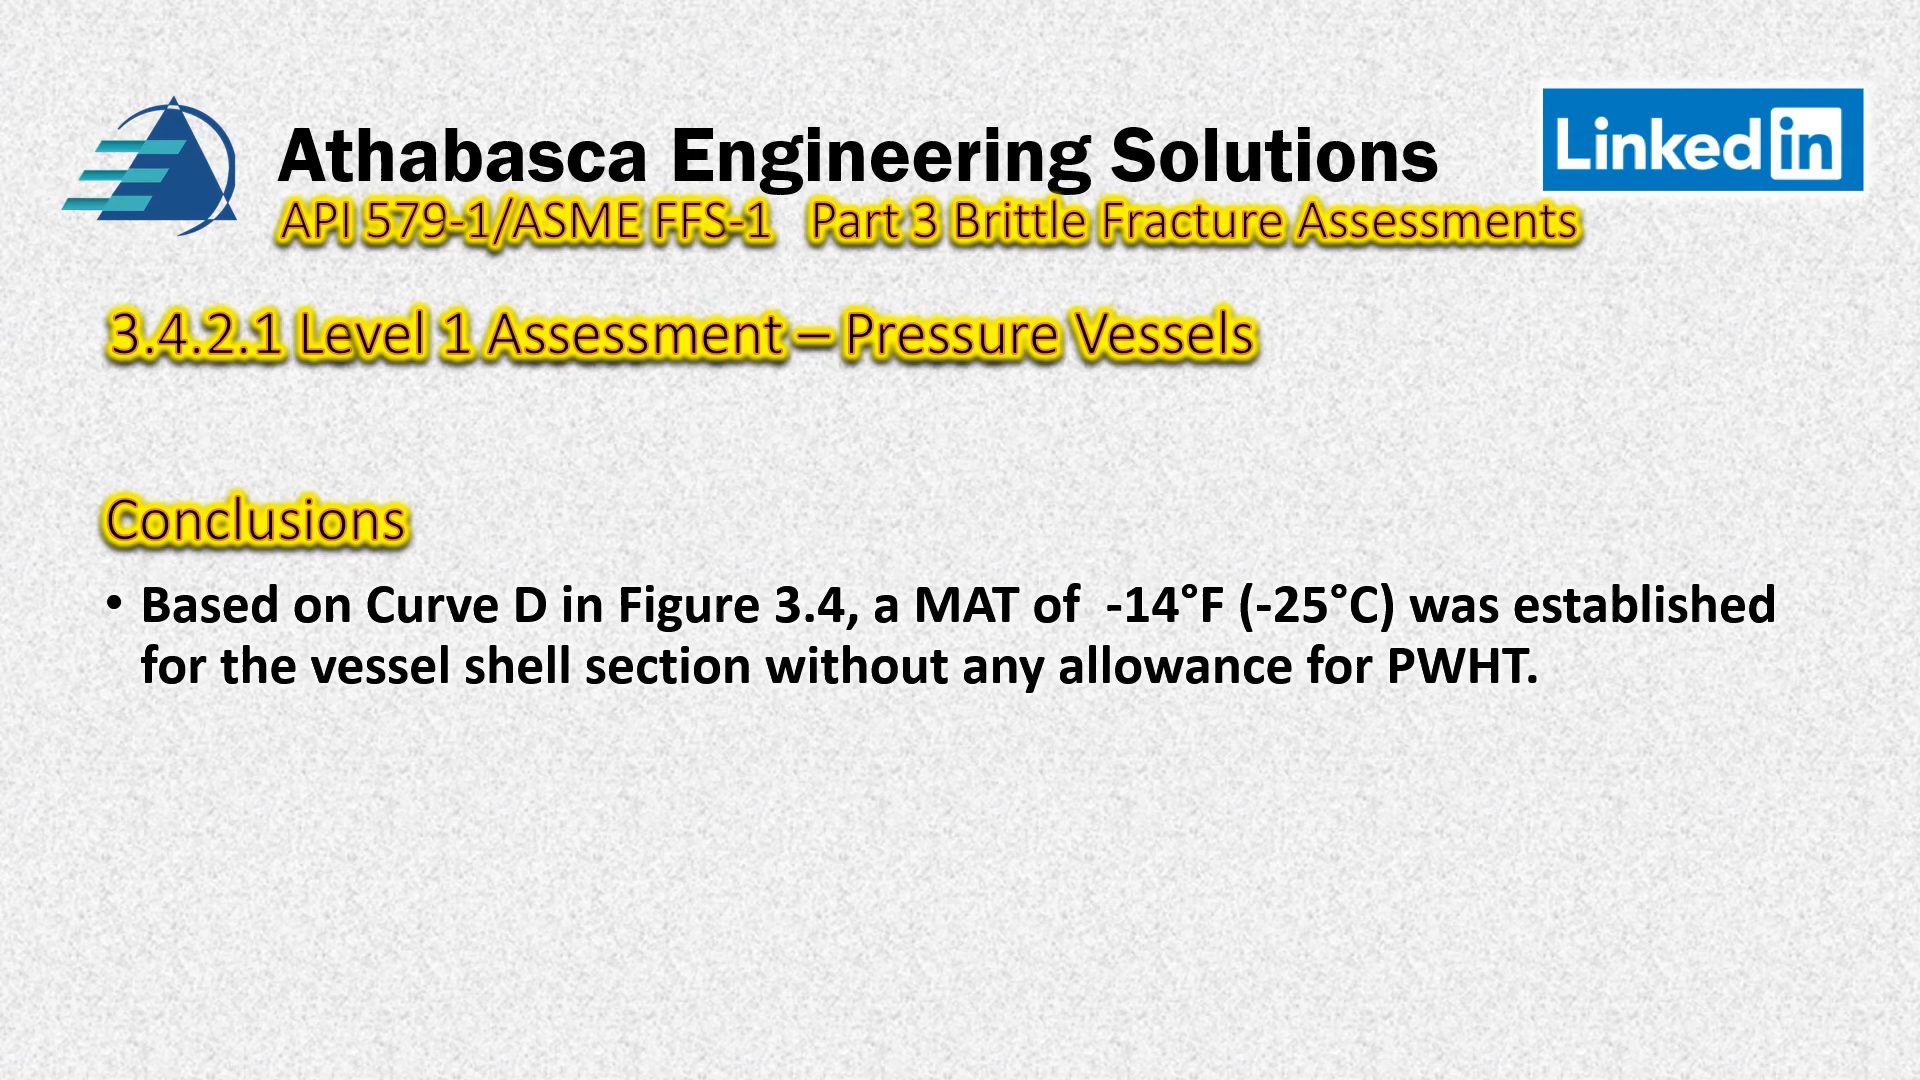 Athabasca Engineering Solutions
Linked in
API 579-1/ASME FFS-1 Part 3 Brittle Fracture Assessments
3.4.2.1 Level 1 Assessment – Pressure Vessels
Conclusions
• Based on Curve D in Figure 3.4, a MAT of -14°F (-25°C) was established
for the vessel shell section without any allowance for PWHT.